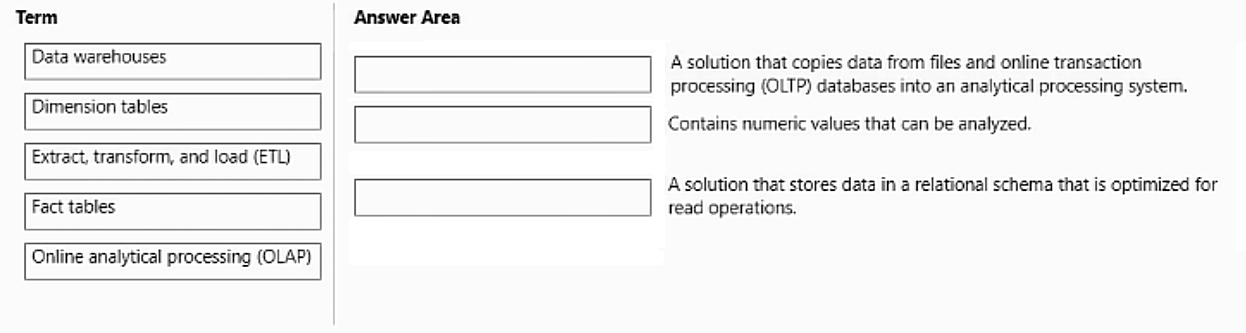 Term
Answer Area
Data warehouses
Dimension tables
Extract, transform, and load (ETL)
Fact tables
Online analytical processing (OLAP)
A solution that copies data from files and online transaction
processing (OLTP) databases into an analytical processing system.
Contains numeric values that can be analyzed.
A solution that stores data in a relational schema that is optimized for
read operations.